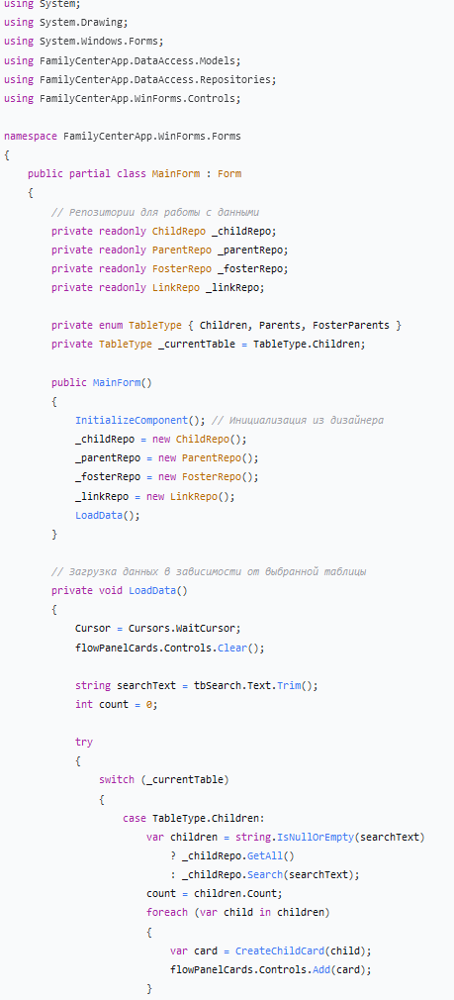 using System;
using System.Drawing;
using System.Windows.Forms;
using FamilyCenterApp.DataAccess.Models;
using FamilyCenterApp.DataAccess.Repositories;
using FamilyCenterApp.WinForms.Controls;

namespace FamilyCenterApp.WinForms.Forms
{
    public partial class MainForm : Form
    {
        // Репозитории для работы с данными
        private readonly ChildRepo _childRepo;
        private readonly ParentRepo _parentRepo;
        private readonly FosterRepo _fosterRepo;
        private readonly LinkRepo _linkRepo;

        private enum TableType { Children, Parents, FosterParents }
        private TableType _currentTable = TableType.Children;

        public MainForm()
        {
            InitializeComponent(); // Инициализация из дизайнера
            _childRepo = new ChildRepo();
            _parentRepo = new ParentRepo();
            _fosterRepo = new FosterRepo();
            _linkRepo = new LinkRepo();
            LoadData();
        }

        // Загрузка данных в зависимости от выбранной таблицы
        private void LoadData()
        {
            Cursor = Cursors.WaitCursor;
            flowPanelCards.Controls.Clear();

            string searchText = tbSearch.Text.Trim();
            int count = 0;

            try
            {
                switch (_currentTable)
                {
                    case TableType.Children:
                        var children = string.IsNullOrEmpty(searchText)
                            ? _childRepo.GetAll()
                            : _childRepo.Search(searchText);
                        count = children.Count;
                        foreach (var child in children)
                        {
                            var card = CreateChildCard(child);
                            flowPanelCards.Controls.Add(card);
                        }